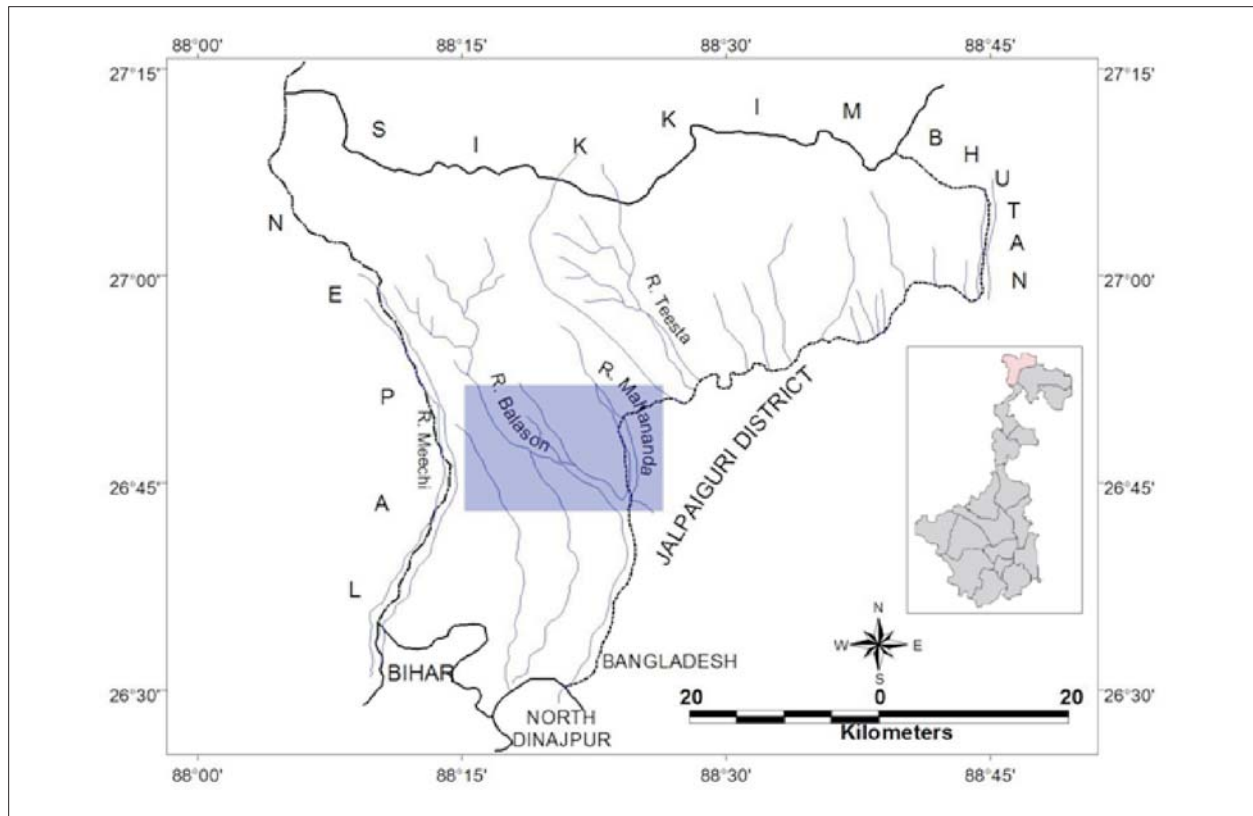 88°00' 88°15' 88°30' 88°45'
27°15' 27°15'
S I K K I M
BHUTAN
NEPAL
27°00' 27°00'
R. Teesta
R. Mahananda
R. Balason
R. Meechi
JALPAIGURI DISTRICT
26°45' 26°45'
N
W E
S
BANGLADESH
BIHAR
26°30' 26°30'
NORTH
DINAJPUR
20 0 20
Kilometers
88°00' 88°15' 88°30' 88°45'